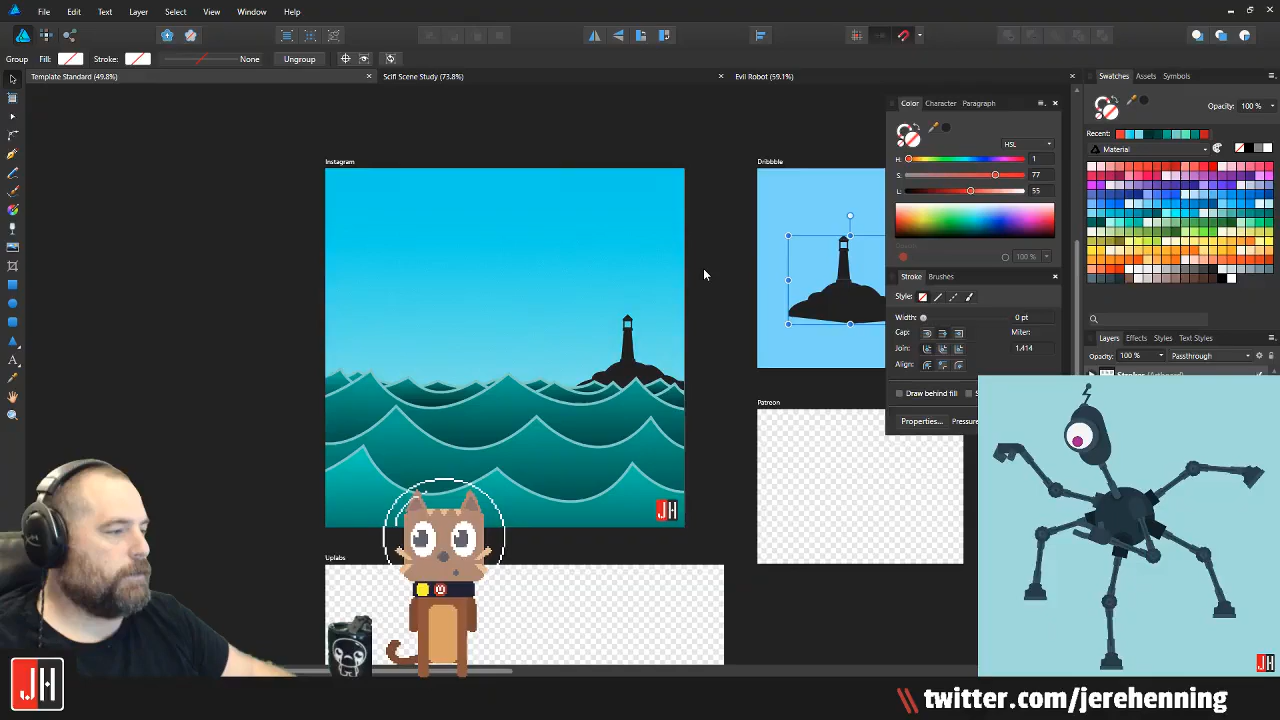 File Edit Text Layer Select View Window Help
Group Fill: Stroke: None Ungroup
Template Standard (49.8%) Scifi Scene Study (73.8%) Evil Robot (59.1%)
Swatches Assets Symbols
Opacity: 100 %
Recent:
Material
Color Character Paragraph
HSL
H: 1
S: 77
L: 55
100 %
Instagram
Dribbble
Stroke Brushes
Style:
Width: 0 pt
Cap: Miter:
Join: 1.414
Align:
Draw behind fill S
Properties... Pressure
Layers Effects Styles Text Styles
Opacity: 100 % Passthrough
Patreon
Uplabs
JH
JH
JH
\\ twitter.com/jerehenning